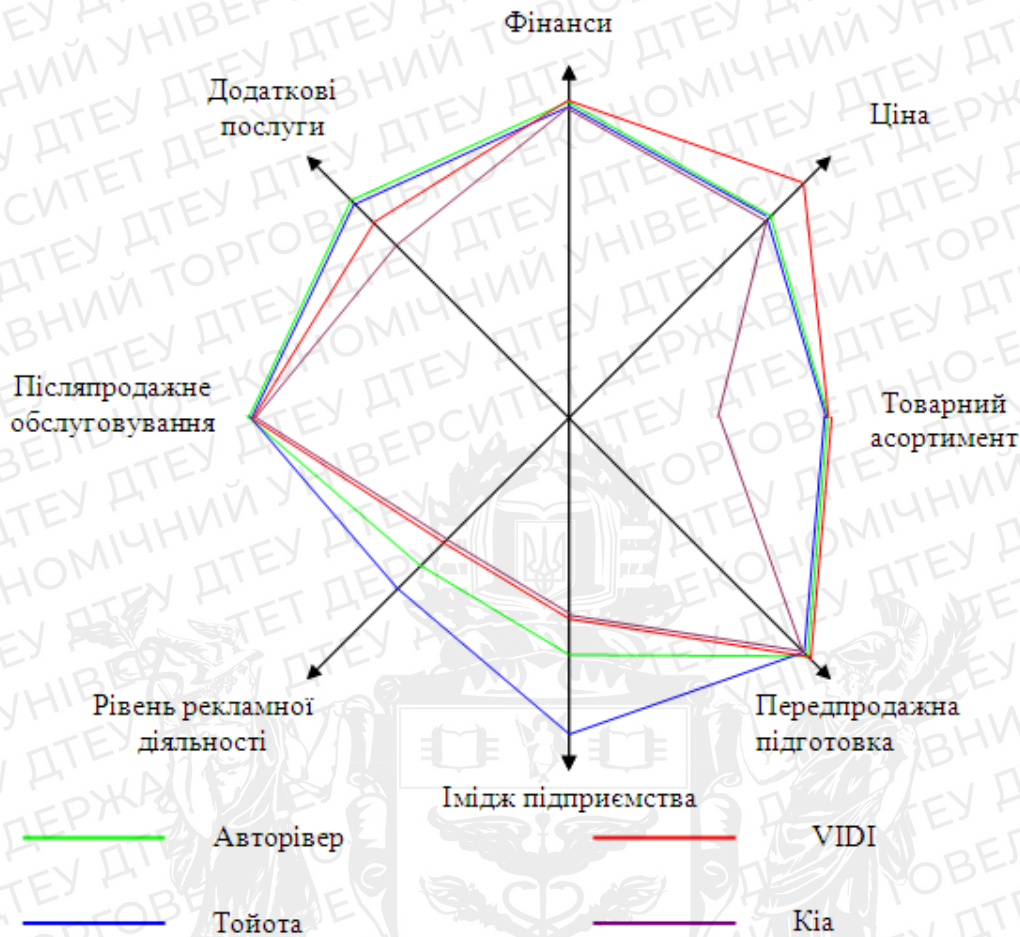 Фінанси
Додаткові
послуги
Ціна
Післяпродажне
обслуговування
Товарний
асортимент
Рівень рекламної
діяльності
Передпродажна
підготовка
Імідж підприємства
Авторівер
VIDI
Тойота
Кіа